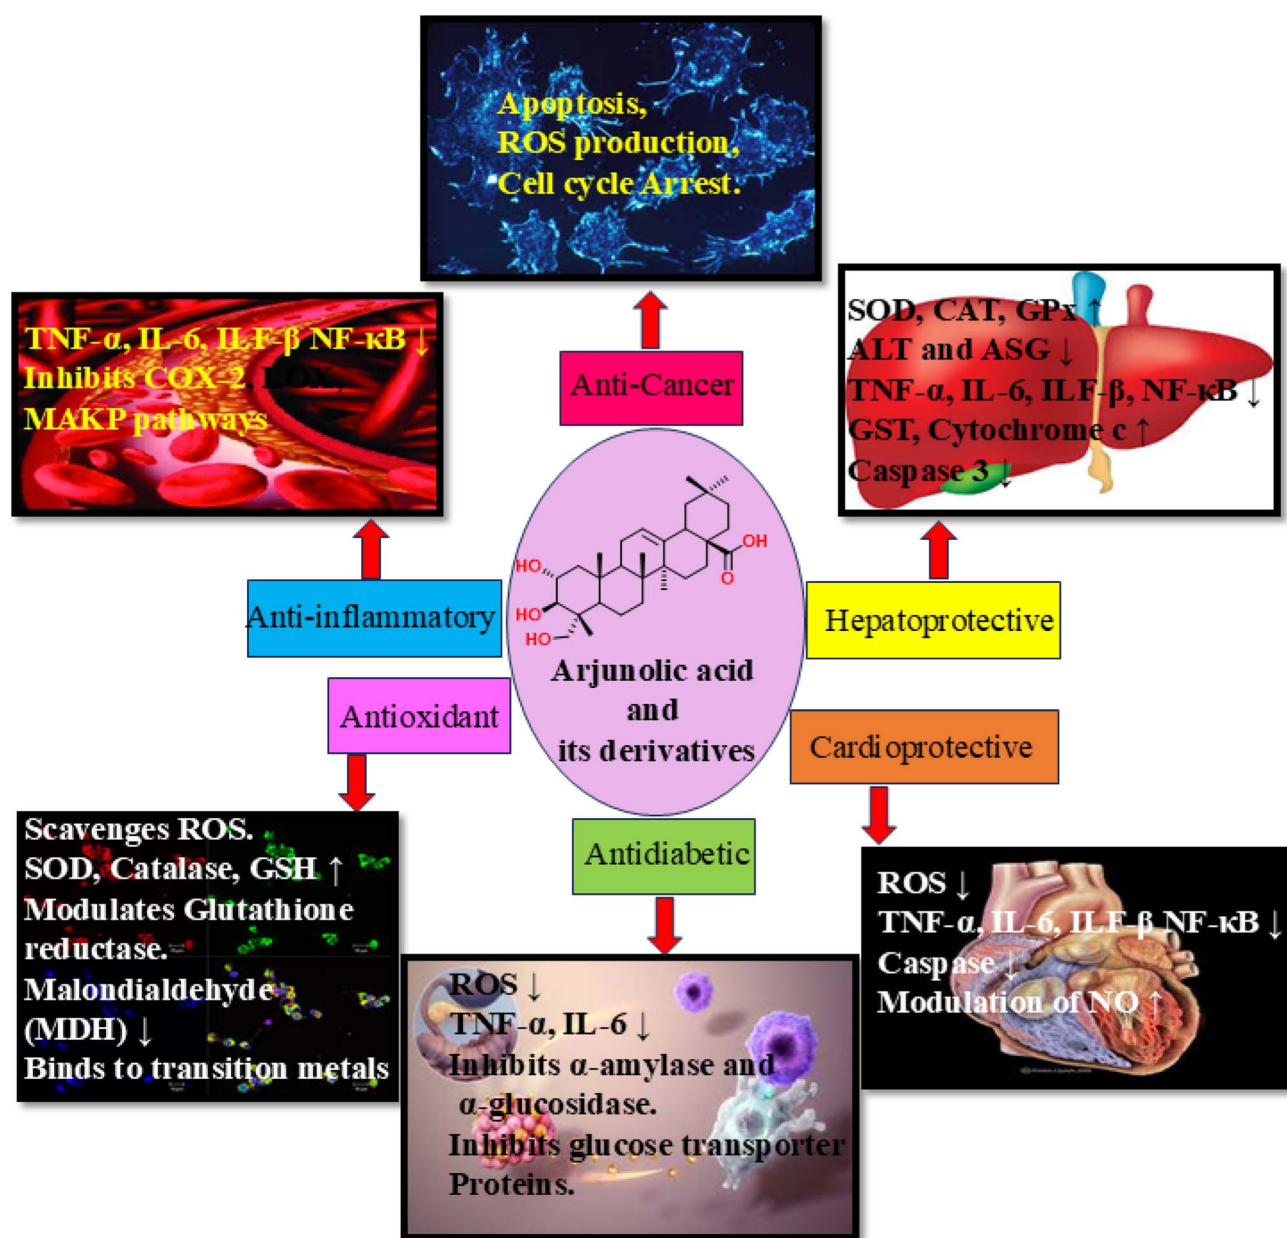 Apoptosis,
ROS production,
Cell cycle Arrest.
TNF-α, IL-6, ILF-β NF-κB ↓
Inhibits COX-2, LOX,
MAKP pathways
SOD, CAT, GPx ↑
ALT and ASG ↓
TNF-α, IL-6, ILF-β, NF-κB ↓
GST, Cytochrome c ↑
Caspase 3 ↓
Anti-Cancer
Anti-inflammatory
Hepatoprotective
HO
HO
HO
OH
O
Arjunolic acid
and
its derivatives
Antioxidant
Cardioprotective
Antidiabetic
Scavenges ROS.
SOD, Catalase, GSH ↑
Modulates Glutathione
reductase.
Malondialdehyde
(MDH) ↓
Binds to transition metals
ROS ↓
TNF-α, IL-6 ↓
Inhibits α-amylase and
α-glucosidase.
Inhibits glucose transporter
Proteins.
ROS ↓
TNF-α, IL-6, ILF-β NF-κB ↓
Caspase ↓
Modulation of NO ↑